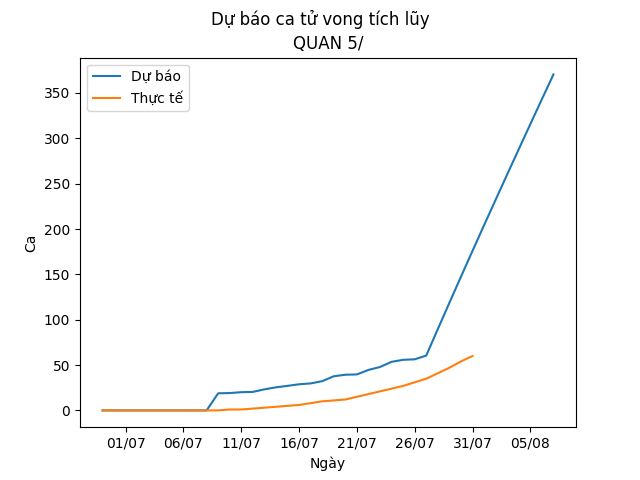 Dự báo ca tử vong tích lũy
QUAN 5/
Dự báo
Thực tế
350
300
250
200
150
100
50
0
Ca
01/07 06/07 11/07 16/07 21/07 26/07 31/07 05/08
Ngày